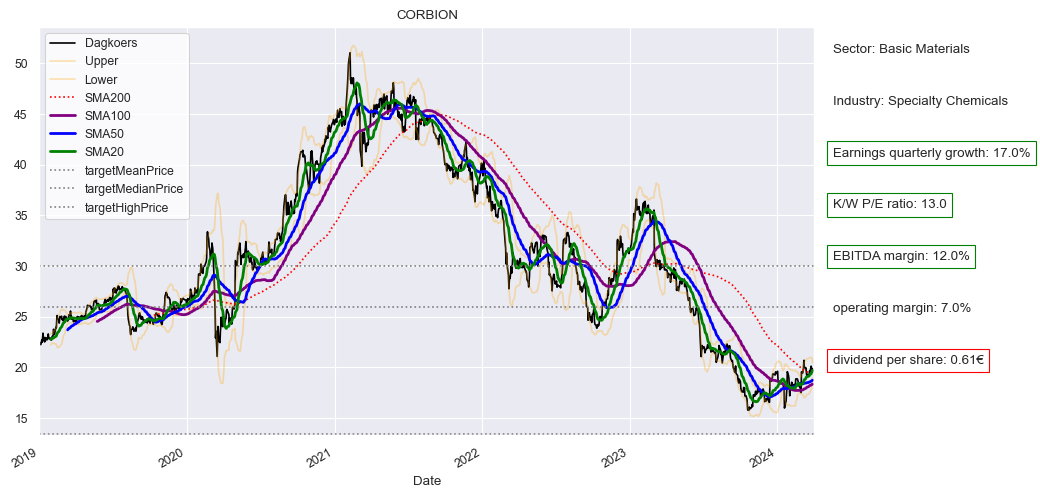 CORBION
50
45
40
35
30
25
20
15
Dagkoers
Upper
Lower
SMA200
SMA100
SMA50
SMA20
targetMeanPrice
targetMedianPrice
targetHighPrice
2019
2020
2021
2022
2023
2024
Date
Sector: Basic Materials
Industry: Specialty Chemicals
Earnings quarterly growth: 17.0%
K/W P/E ratio: 13.0
EBITDA margin: 12.0%
operating margin: 7.0%
dividend per share: 0.61€